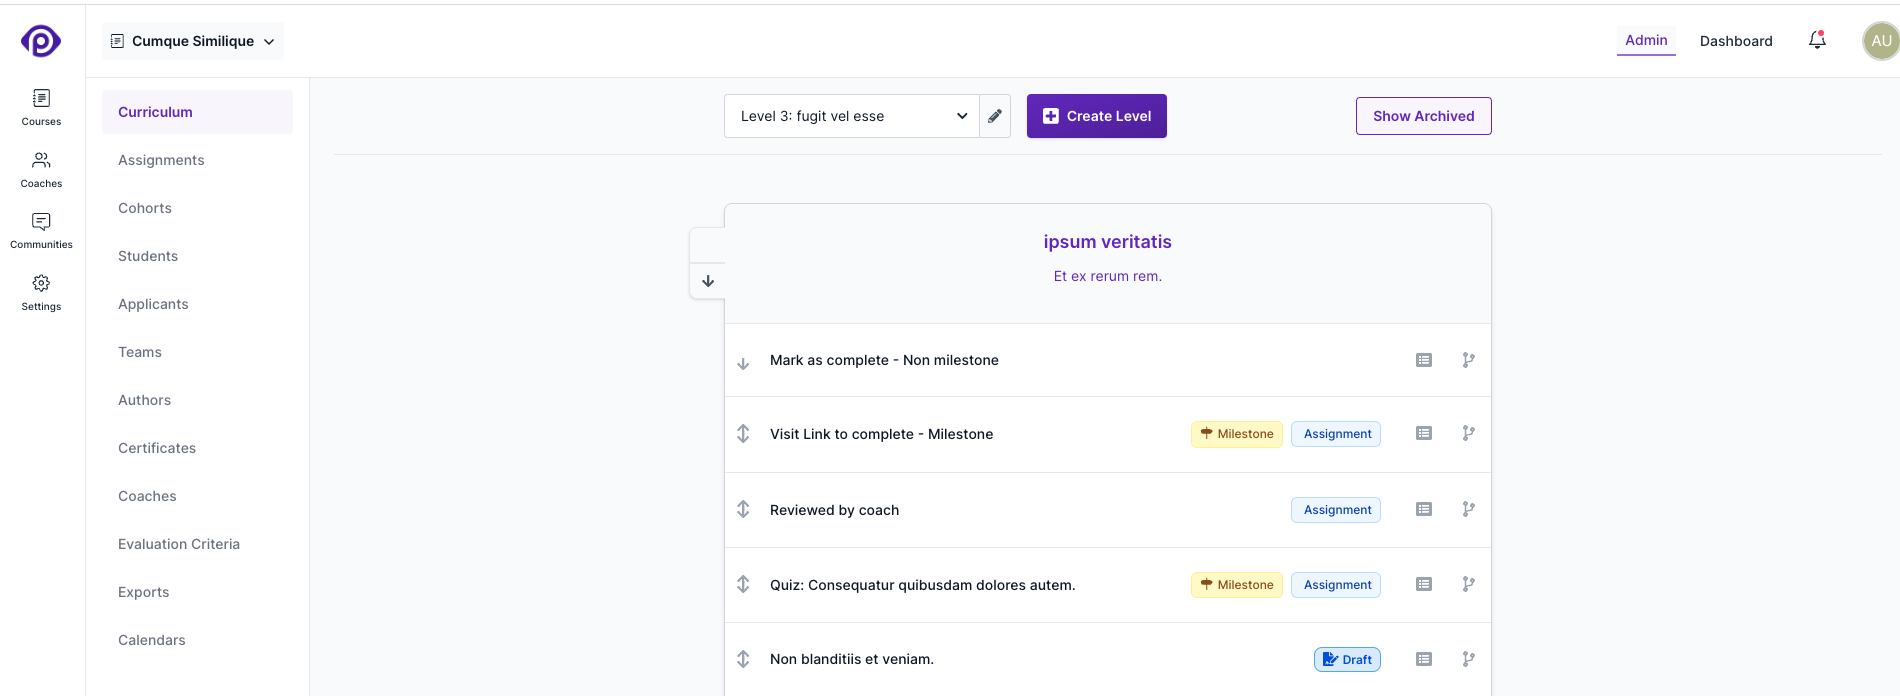 Cumque Similique
Admin
Dashboard
AU
Courses
Coaches
Communities
Settings
Curriculum
Assignments
Cohorts
Students
Applicants
Teams
Authors
Certificates
Coaches
Evaluation Criteria
Exports
Calendars
Level 3: fugit vel esse
Create Level
Show Archived
ipsum veritatis
Et ex rerum rem.
Mark as complete - Non milestone
Visit Link to complete - Milestone Milestone Assignment
Reviewed by coach Assignment
Quiz: Consequatur quibusdam dolores autem. Milestone Assignment
Non blanditiis et veniam. Draft